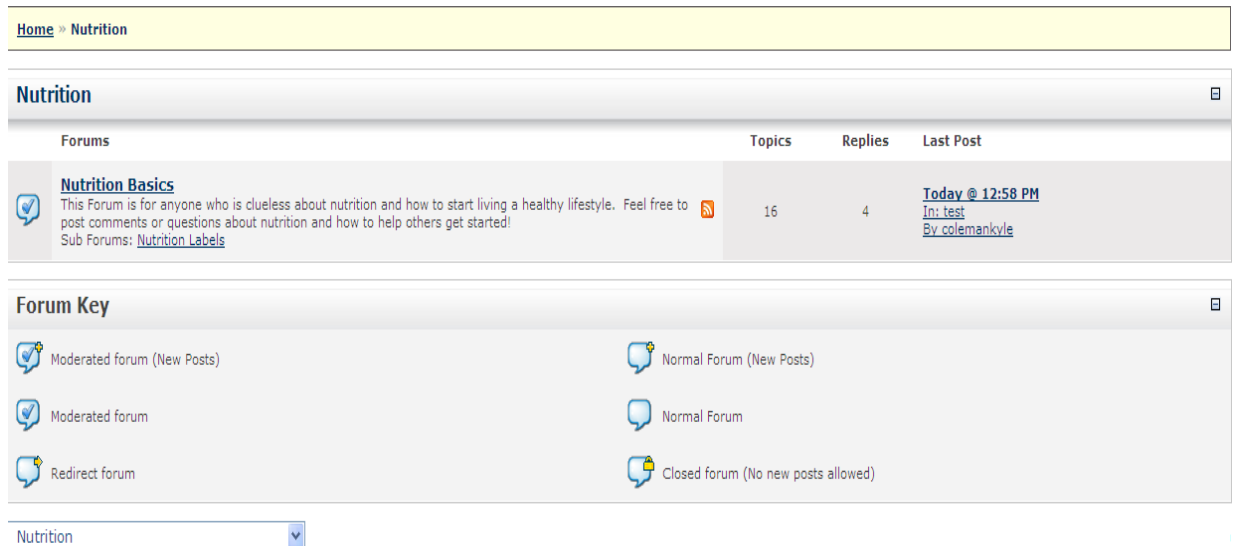 Home » Nutrition
Nutrition
Forums Topics Replies Last Post
Nutrition Basics
This Forum is for anyone who is clueless about nutrition and how to start living a healthy lifestyle. Feel free to
post comments or questions about nutrition and how to help others get started!
Sub Forums: Nutrition Labels
16 4
Today @ 12:58 PM
In: test
By colemankyle
Forum Key
Moderated forum (New Posts) Normal Forum (New Posts)
Moderated forum Normal Forum
Redirect forum Closed forum (No new posts allowed)
Nutrition